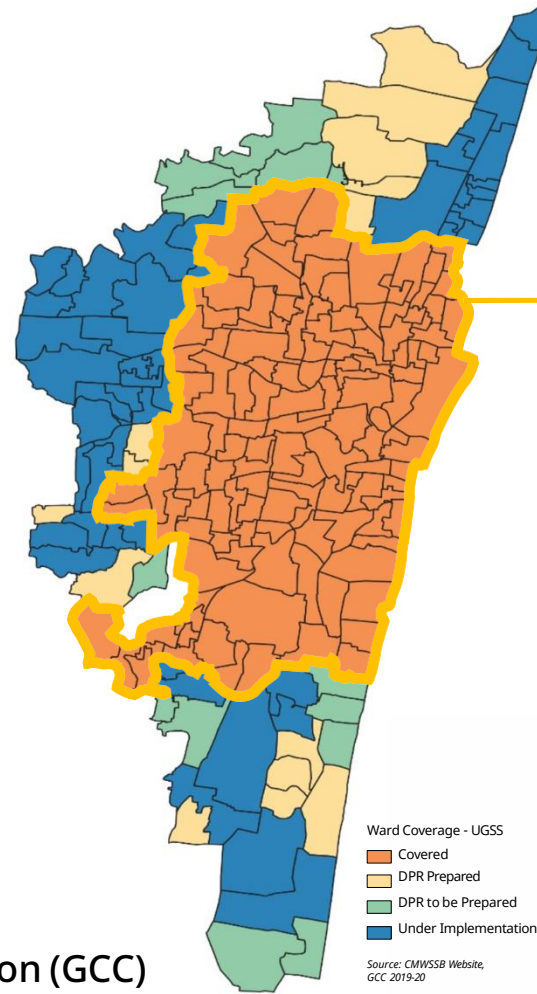 Ward Coverage - UGSS
Covered
DPR Prepared
DPR to be Prepared
Under Implementation
Source: CMWSSB Website,
GCC 2019-20
on (GCC)